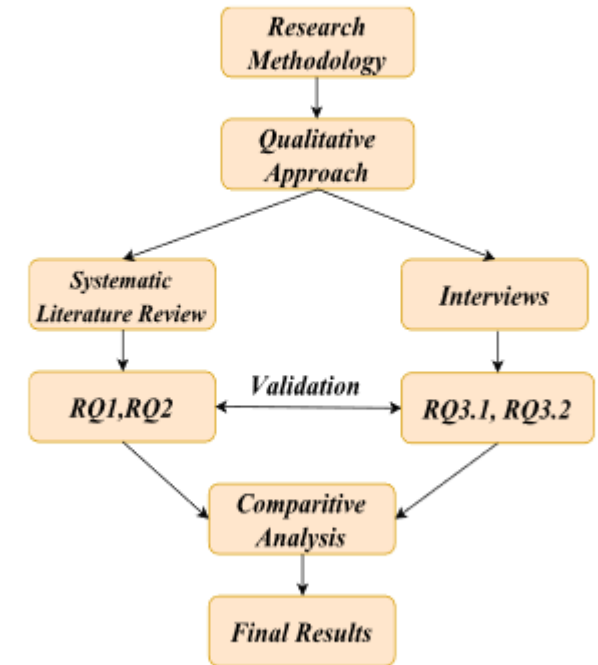 Research
Methodology
Qualitative
Approach
Systematic
Literature Review
Interviews
RQ1,RQ2
Validation
RQ3.1, RQ3.2
Comparitive
Analysis
Final Results